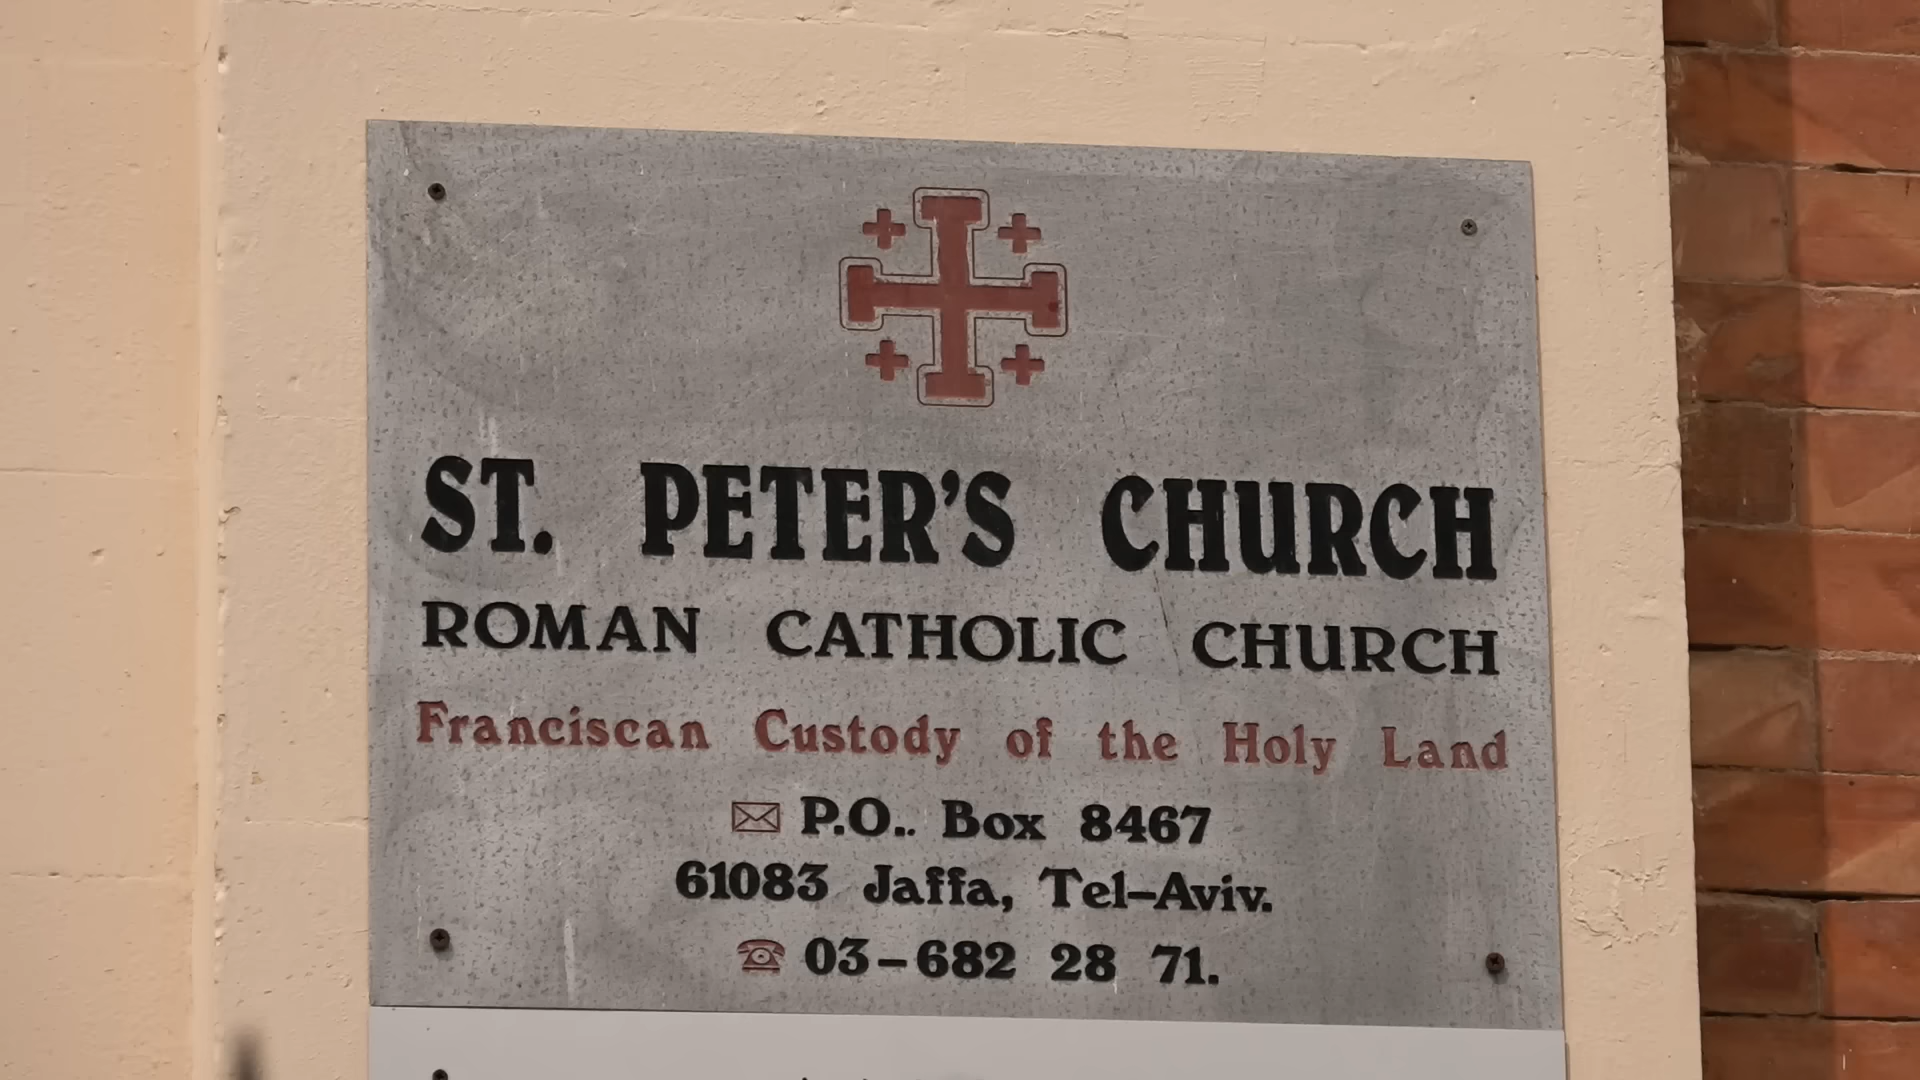 ST. PETER'S CHURCH
ROMAN CATHOLIC CHURCH
Franciscan Custody of the Holy Land
P.O.. Box 8467
61083 Jaffa, Tel-Aviv.
03-682 28 71.